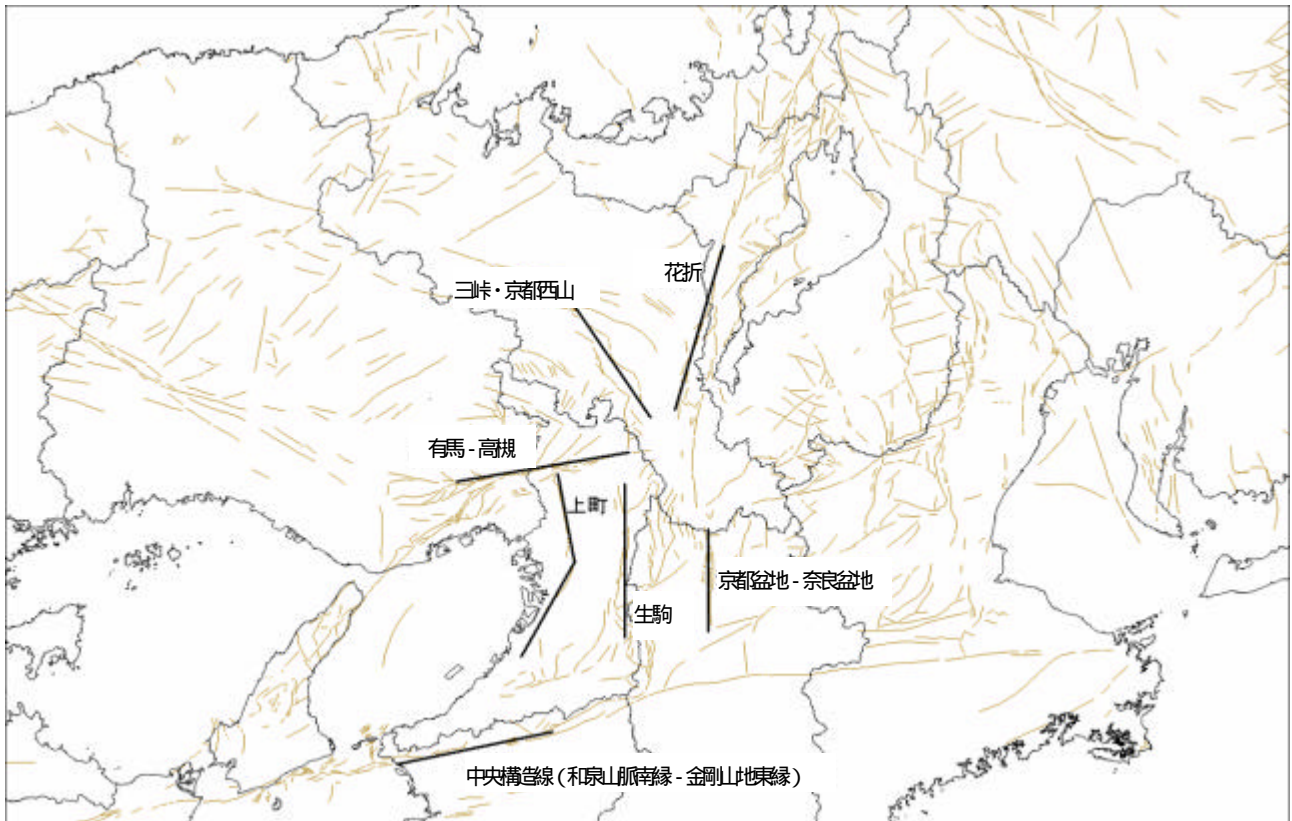 花折
三峠・京都西山
有馬 - 高槻
上町
京都盆地 - 奈良盆地
生駒
中央構造線 ( 和泉山脈南縁 - 金剛山地東縁 )